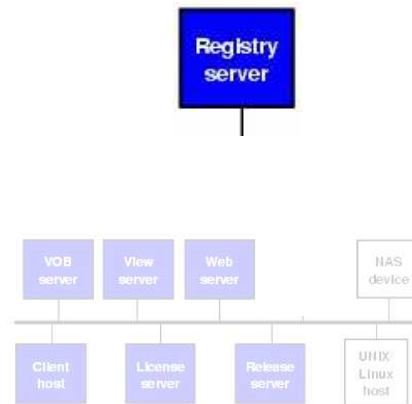 Registry
server
VOB
server
View
server
Web
server
NAS
device
Client
host
License
server
Release
server
UNIX/
Linux
host